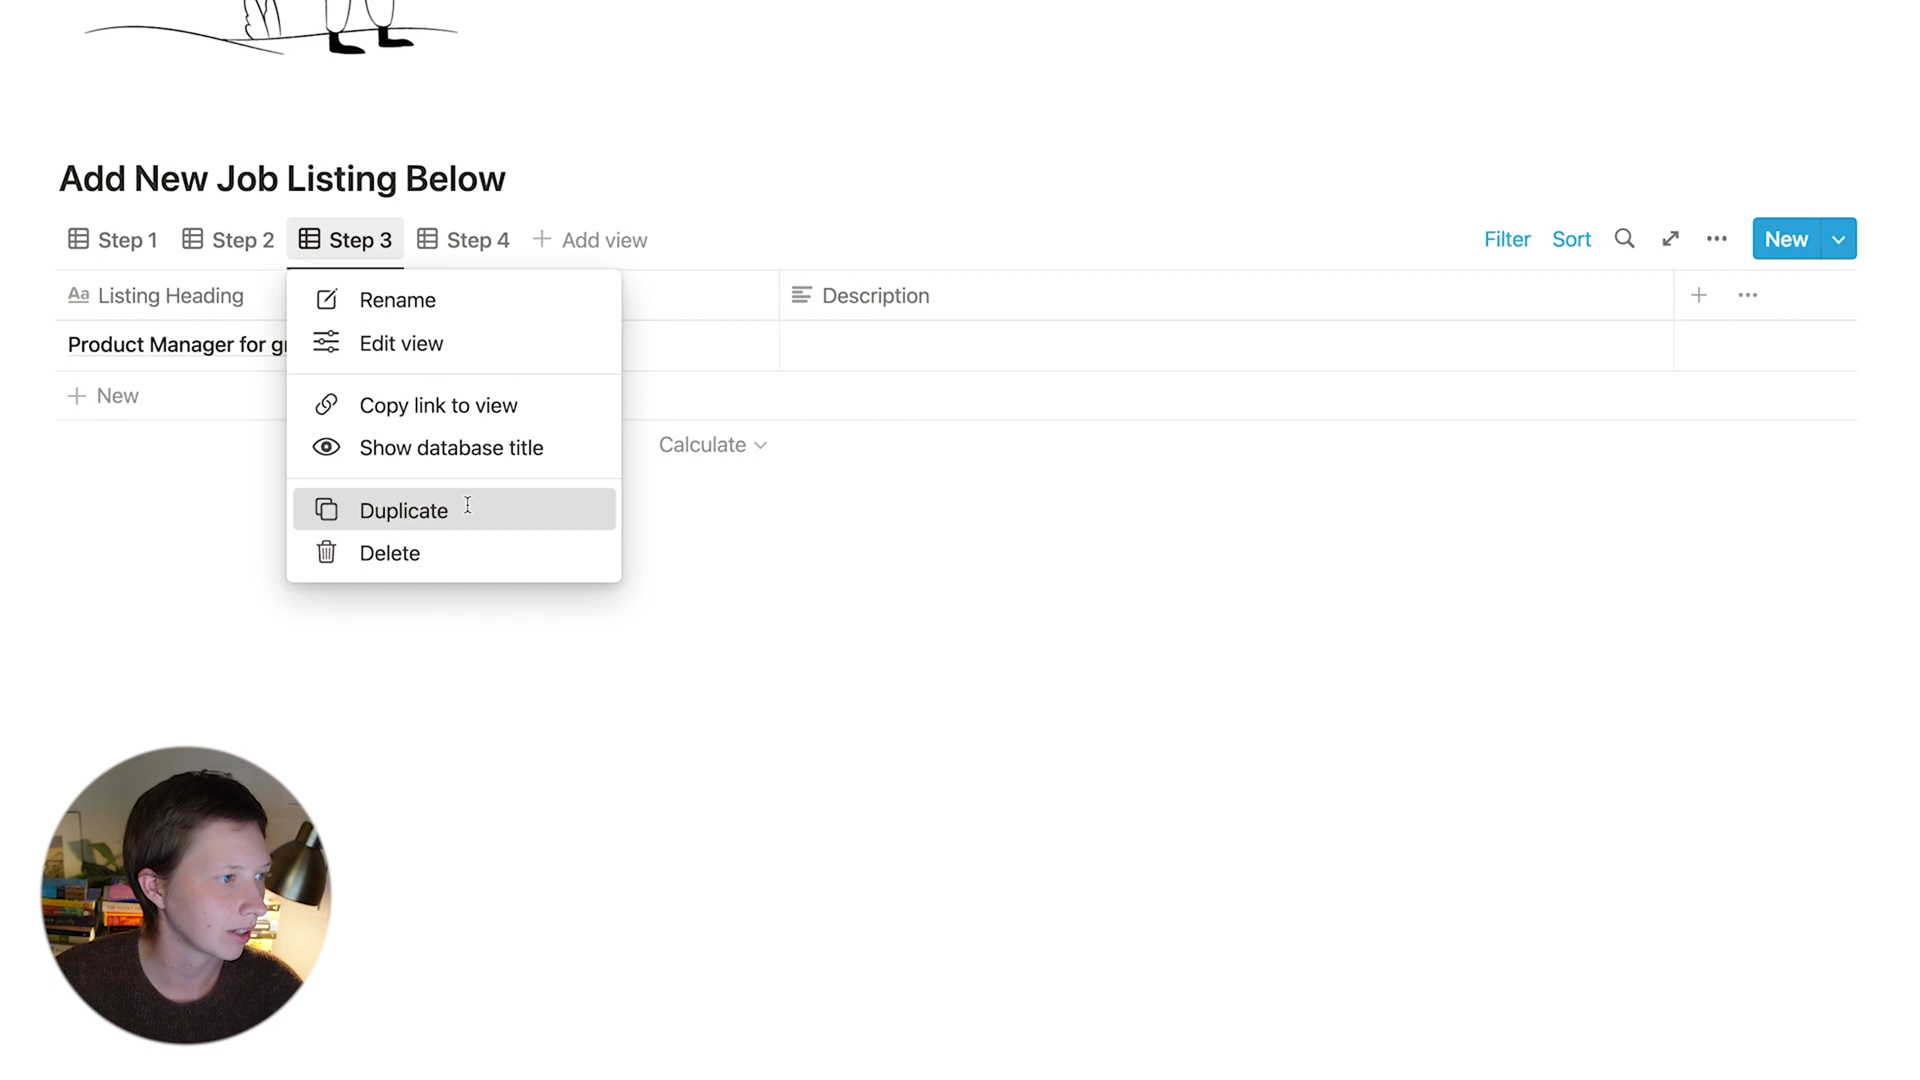 Add New Job Listing Below
Step 1 Step 2 Step 3 Step 4 Add view Filter Sort New
Aa Listing Heading Description
Product Manager for g
New
Rename
Edit view
Copy link to view
Show database title
Calculate
Duplicate
Delete